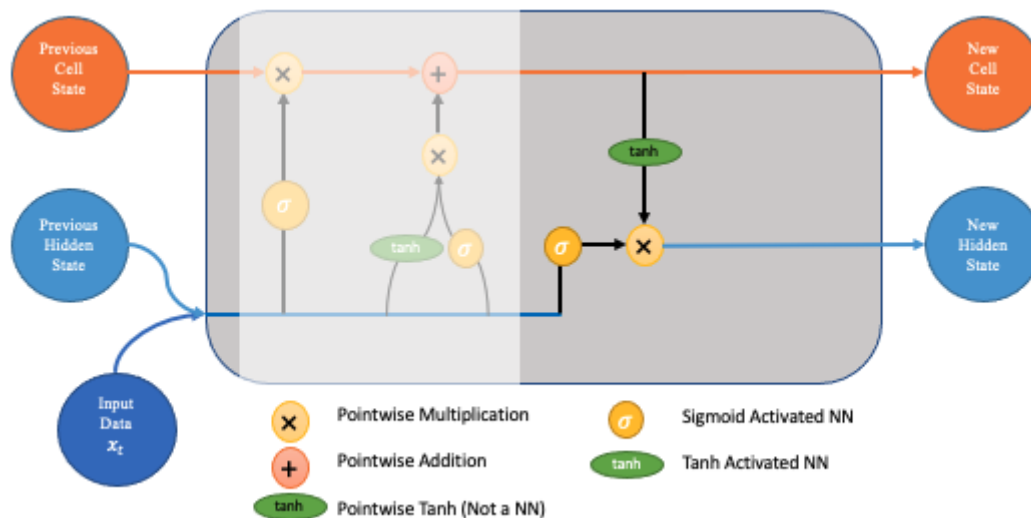 Previous
Cell
State
×
+
New
Cell
State
tanh
×
Previous
Hidden
State
σ
tanh
σ
σ
×
New
Hidden
State
Input
Data
xₜ
× Pointwise Multiplication
σ Sigmoid Activated NN
+ Pointwise Addition
tanh Tanh Activated NN
tanh Pointwise Tanh (Not a NN)